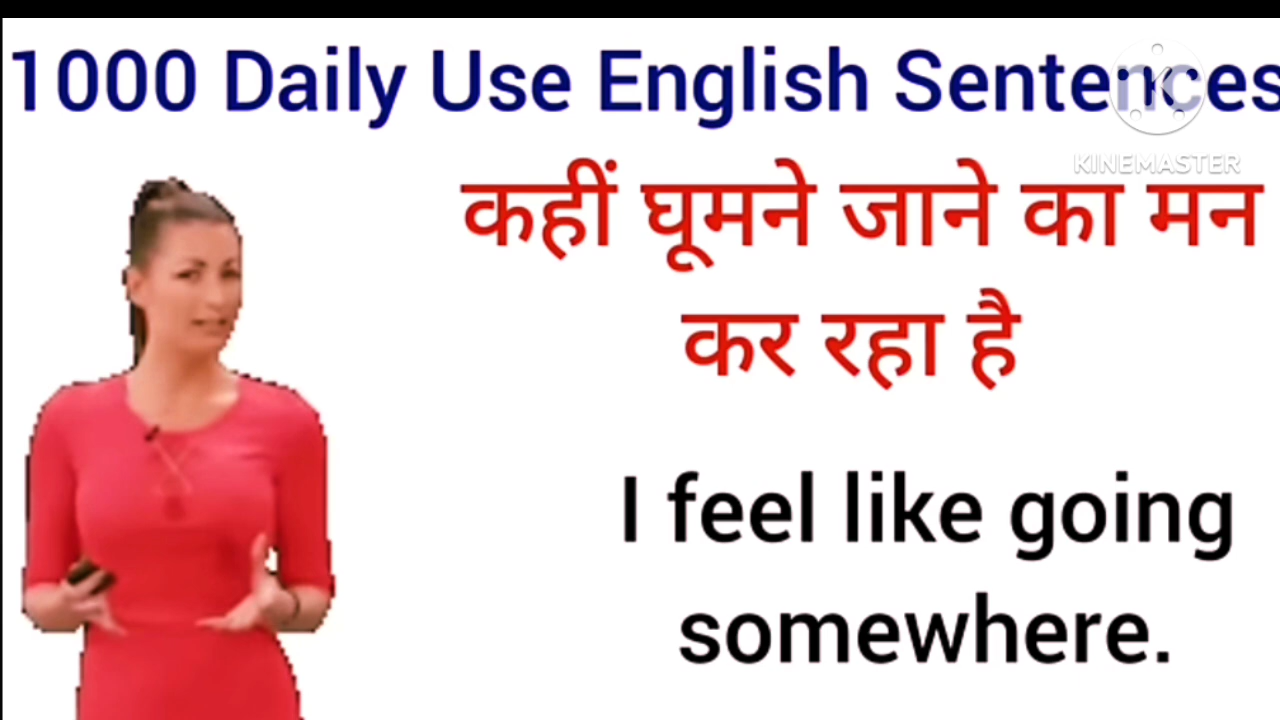 1000 Daily Use English Sentences
KINEMASTER
कहीं घूमने जाने का मन
कर रहा है
I feel like going
somewhere.